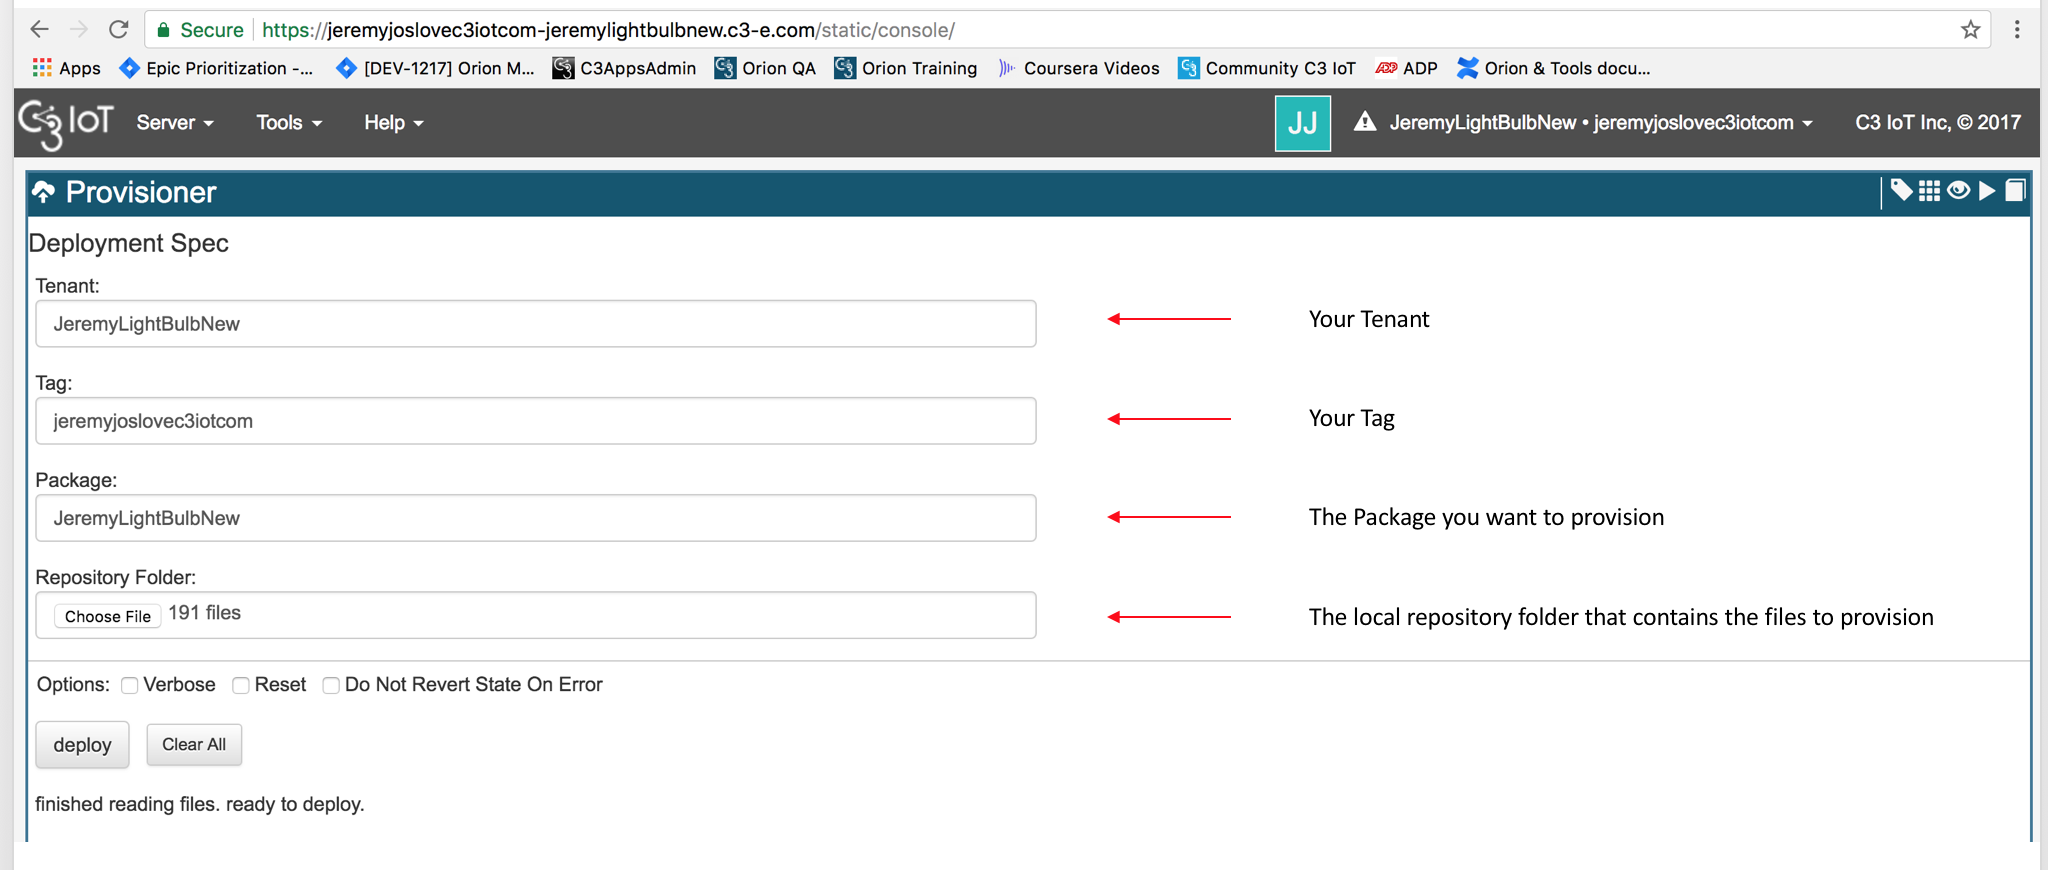 Secure https://jeremyjoslovec3iotcom-jeremylightbulbnew.c3-e.com/static/console/
Apps Epic Prioritization -... [DEV-1217] Orion M... C3AppsAdmin Orion QA Orion Training Coursera Videos Community C3 IoT ADP Orion & Tools docu...
C3 IoT Server Tools Help JJ JeremyLightBulbNew • jeremyjoslovec3iotcom C3 IoT Inc, © 2017
Provisioner
Deployment Spec
Tenant:
JeremyLightBulbNew Your Tenant
Tag:
jeremyjoslovec3iotcom Your Tag
Package:
JeremyLightBulbNew The Package you want to provision
Repository Folder:
Choose File 191 files The local repository folder that contains the files to provision
Options: Verbose Reset Do Not Revert State On Error
deploy Clear All
finished reading files. ready to deploy.